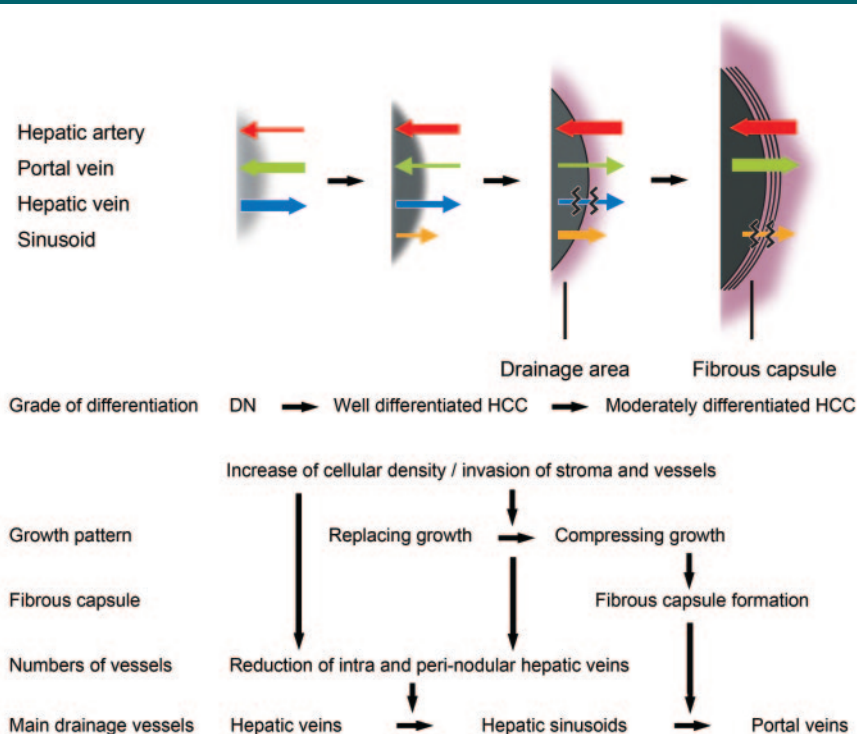 Hepatic artery
Portal vein
Hepatic vein
Sinusoid
Drainage area
Fibrous capsule
Grade of differentiation DN Well differentiated HCC Moderately differentiated HCC
Increase of cellular density / invasion of stroma and vessels
Growth pattern Replacing growth Compressing growth
Fibrous capsule Fibrous capsule formation
Numbers of vessels Reduction of intra and peri-nodular hepatic veins
Main drainage vessels Hepatic veins Hepatic sinusoids Portal veins